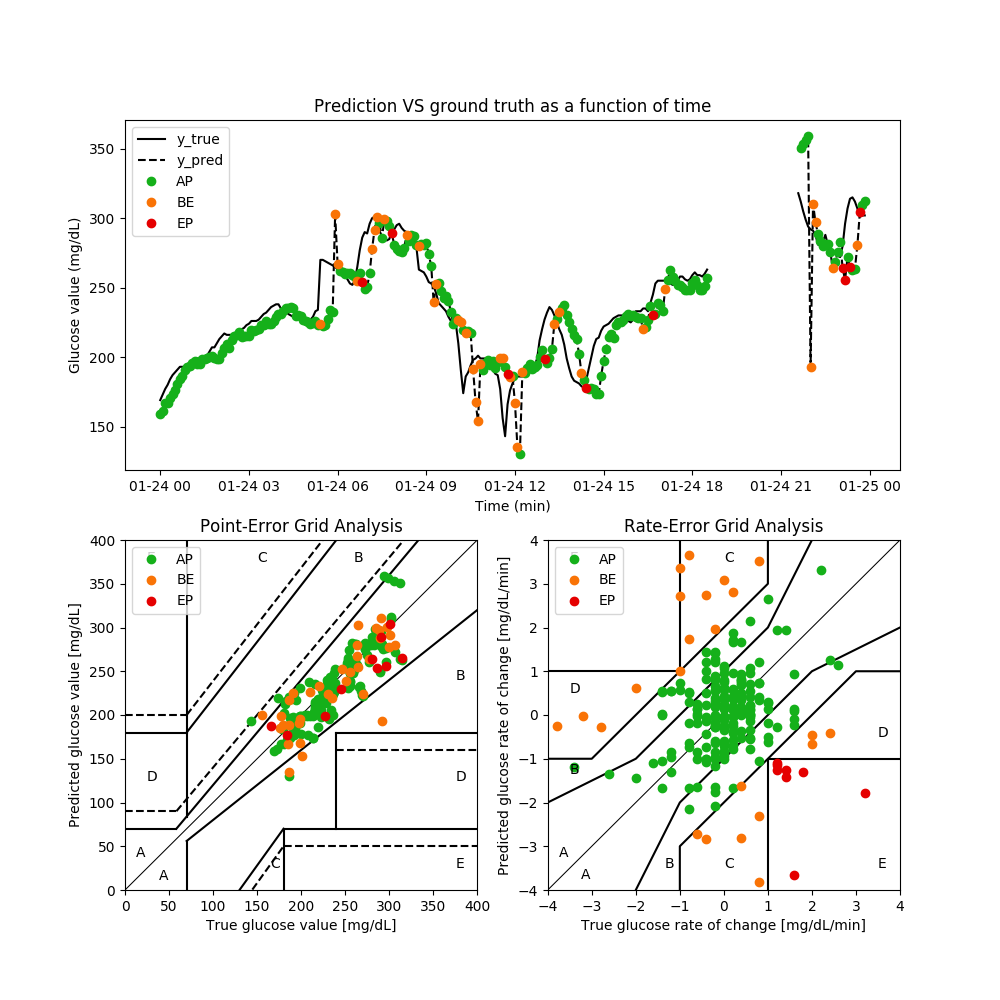 Prediction VS ground truth as a function of time
Glucose value (mg/dL)
350
300
250
200
150
y_true
y_pred
AP
BE
EP
01-24 00 01-24 03 01-24 06 01-24 09 01-24 12 01-24 15 01-24 18 01-24 21 01-25 00
Time (min)
Point-Error Grid Analysis
Predicted glucose value [mg/dL]
400
350
300
250
200
150
100
50
0
AP
BE
EP
C
B
B
D
D
A
A
C
E
0 50 100 150 200 250 300 350 400
True glucose value [mg/dL]
Rate-Error Grid Analysis
Predicted glucose rate of change [mg/dL/min]
4
3
2
1
0
−1
−2
−3
−4
AP
BE
EP
C
D
D
B
A
A
B
C
E
−4 −3 −2 −1 0 1 2 3 4
True glucose rate of change [mg/dL/min]